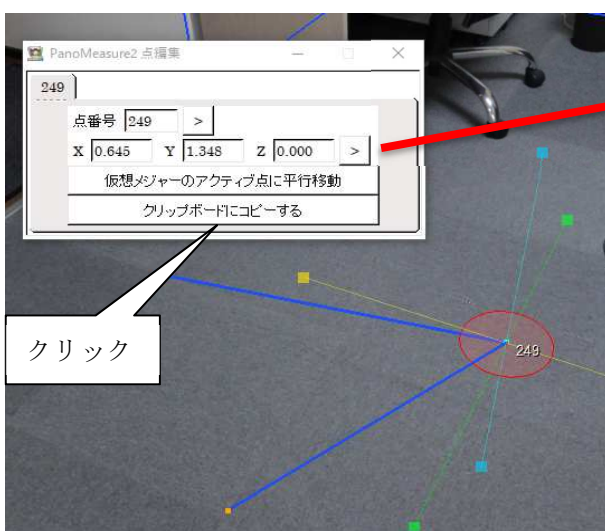 PanoMeasure2 点編集
249
点番号 249 >
X 0.645 Y 1.348 Z 0.000 >
仮想メジャーのアクティブ点に平行移動
クリップボードにコピーする
クリック
249